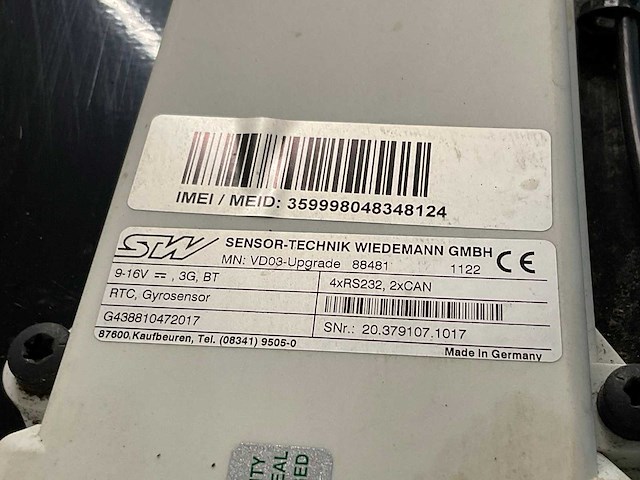 IMEI / MEID: 359998048348124
STW SENSOR-TECHNIK WIEDEMANN GMBH CE
MN: VD03-Upgrade 88481 1122
9-16V ⎓, 3G, BT
4xRS232, 2xCAN
RTC, Gyrosensor
G438810472017
SNr.: 20.379107.1017
87600 Kaufbeuren, Tel. (08341) 9505-0
Made in Germany